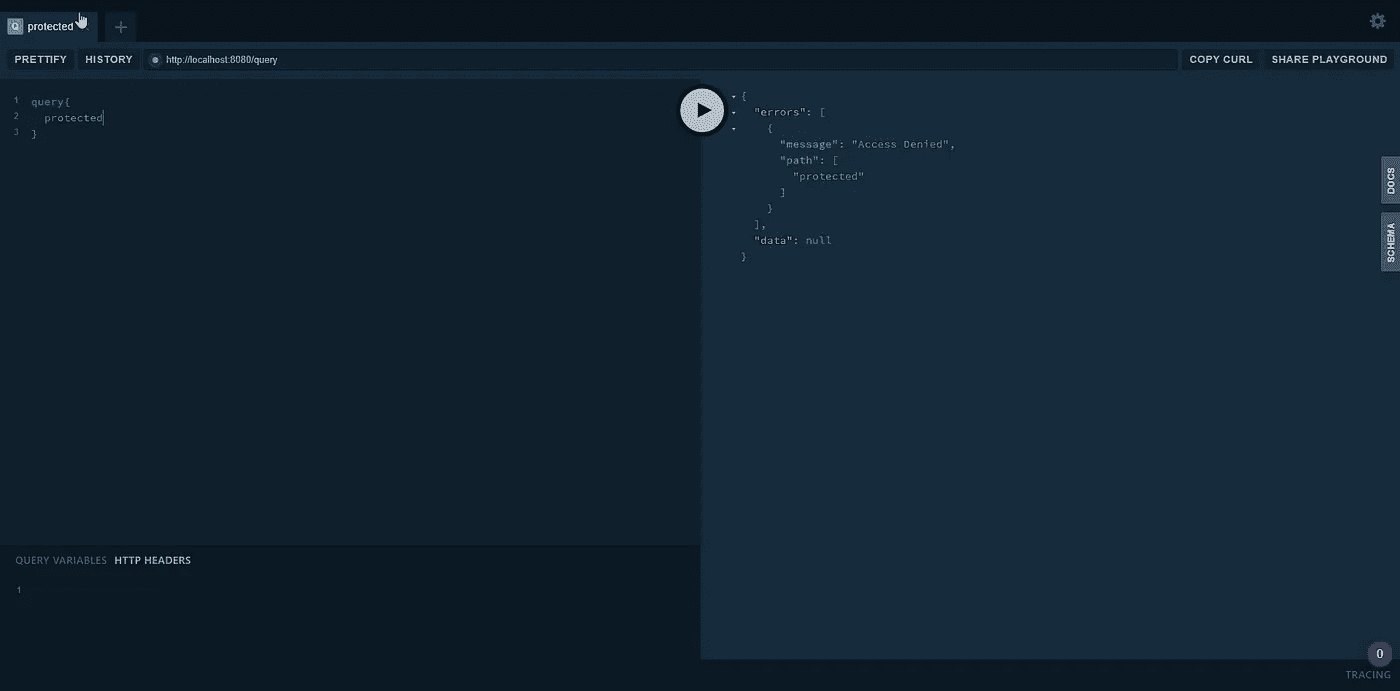 Q protected
+
PRETTIFY HISTORY http://localhost:8080/query COPY CURL SHARE PLAYGROUND
1 query{
2 protected
3 }
{
"errors": [
{
"message": "Access Denied",
"path": [
"protected"
]
}
],
"data": null
}
DOCS
SCHEMA
QUERY VARIABLES HTTP HEADERS
1
0
TRACING